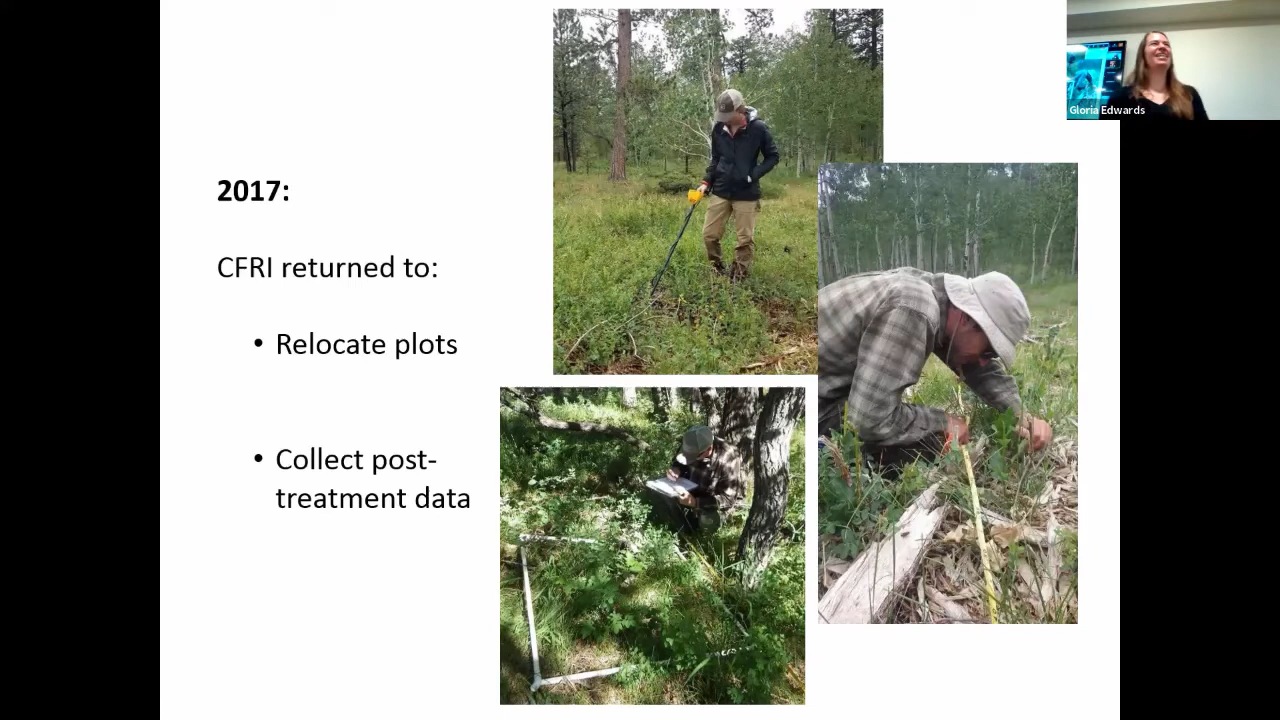 2017:
CFRI returned to:
• Relocate plots
• Collect post-
treatment data
Gloria Edwards